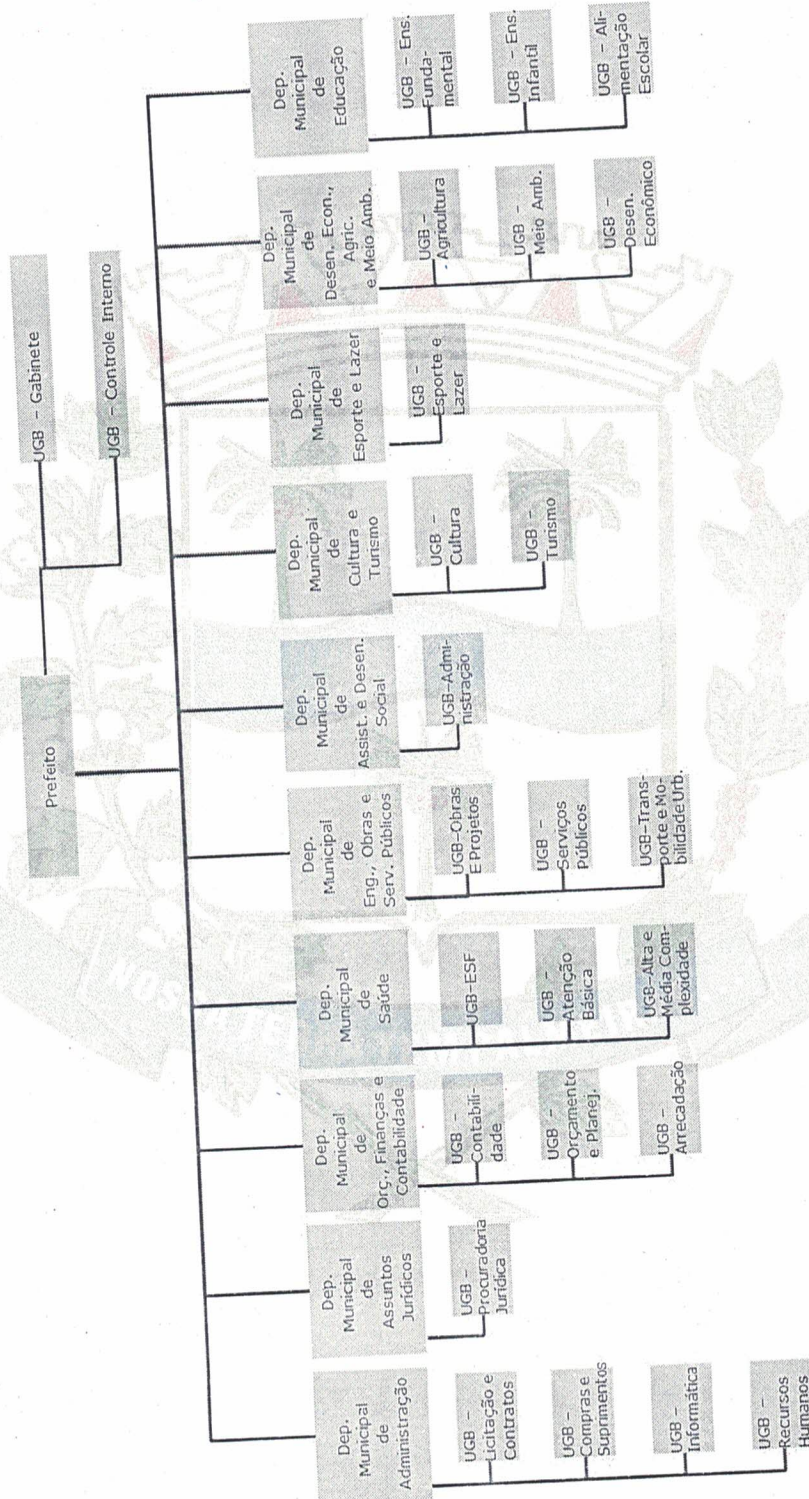 Prefeito
UGB - Gabinete
UGB - Controle Interno
Dep.
Municipal
de
Administração
UGB -
Licitação e
Contratos
UGB -
Compras e
Suprimentos
UGB -
Informática
UGB -
Recursos
Humanos
Dep.
Municipal
de
Assuntos
Jurídicos
UGB -
Procuradoria
Jurídica
Dep.
Municipal
de
Orç., Finanças e
Contabilidade
UGB -
Contabili-
dade
UGB -
Orçamento
e Planej.
UGB -
Arrecadação
Dep.
Municipal
de
Saúde
UGB-ESF
UGB -
Atenção
Básica
UGB-Alta e
Média Com-
plexidade
Dep.
Municipal
de
Eng., Obras e
Serv. Públicos
UGB-Obras
E Projetos
UGB -
Serviços
Públicos
UGB-Trans-
porte e Mo-
bilidade Urb.
Dep.
Municipal
de
Assist. e Desen.
Social
UGB-Admi-
nistração
Dep.
Municipal
de
Cultura e
Turismo
UGB -
Cultura
UGB -
Turismo
Dep.
Municipal
de
Esporte e Lazer
UGB -
Esporte e
Lazer
Dep.
Municipal
de
Desen. Econ.,
Agric.
e Meio Amb.
UGB -
- Agricultura
UGB -
Meio Amb.
UGB -
Desen.
Econômico
Dep.
Municipal
de
Educação
UGB - Ens.
Funda-
mental
UGB - Ens.
Infantil
UGB - Ali-
mentação
Escolar